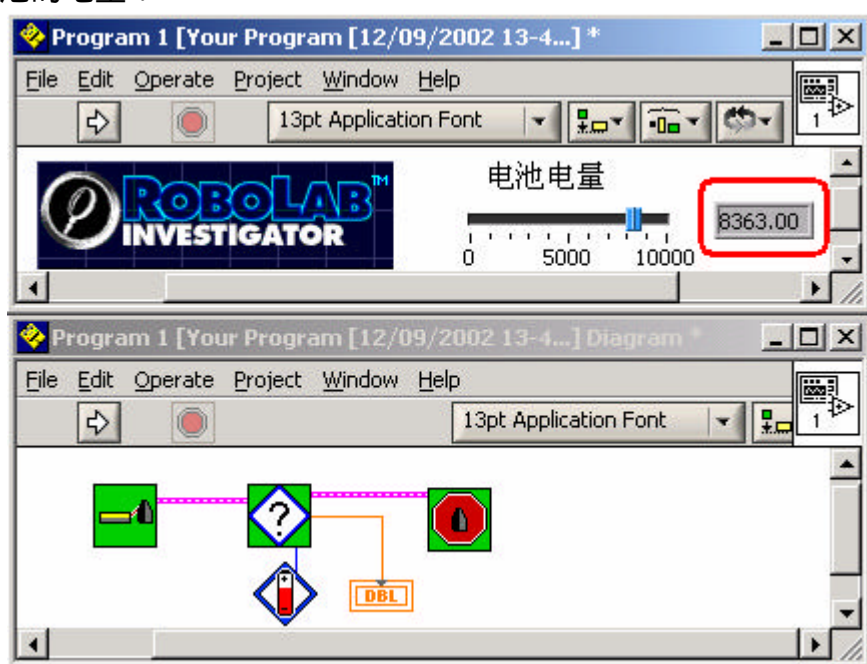 Program 1 [Your Program [12/09/2002 13-4...] *
File Edit Operate Project Window Help
13pt Application Font
1
ROBOLAB™
INVESTIGATOR
电池电量
8363.00
0 5000 10000
Program 1 [Your Program [12/09/2002 13-4...] Diagram *
File Edit Operate Project Window Help
13pt Application Font
1
?
DBL